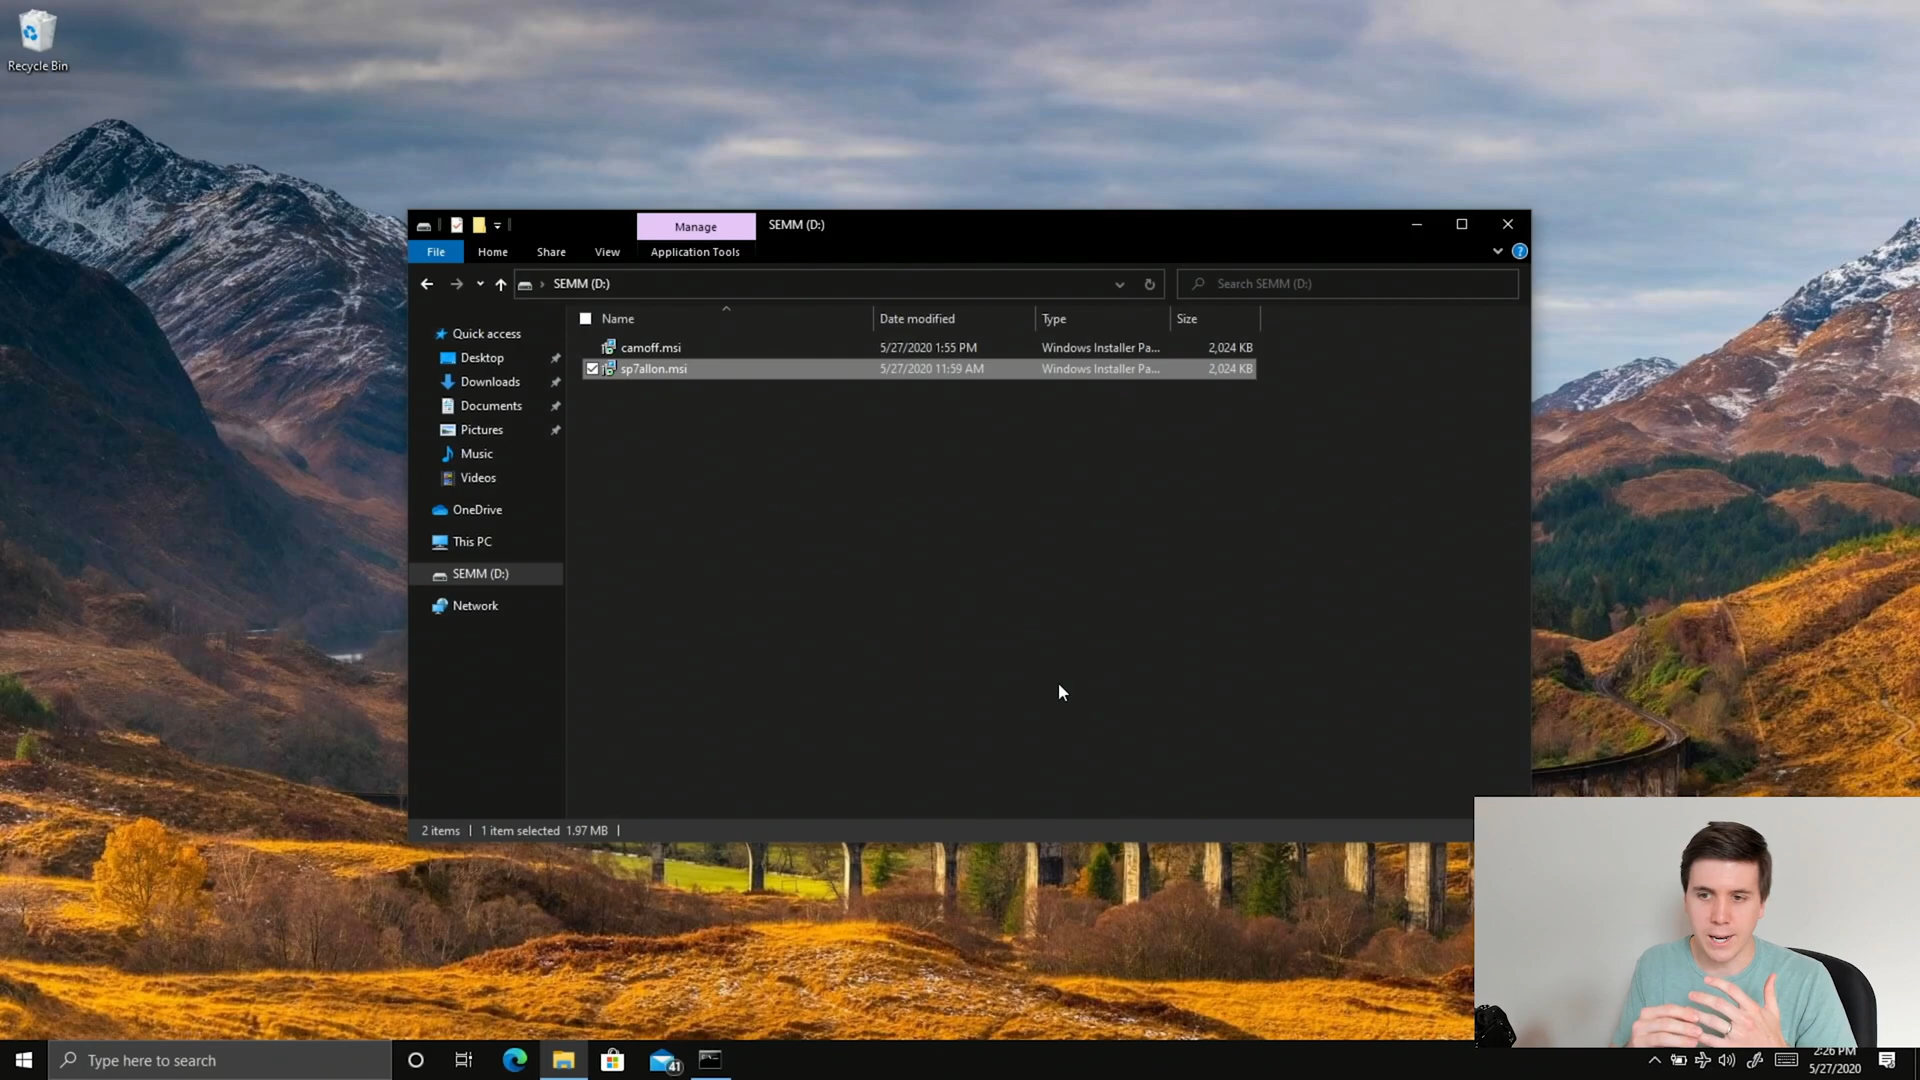 Recycle Bin
Manage
SEMM (D:)
File
Home
Share
View
Application Tools
?
SEMM (D:)
Search SEMM (D:)
Name
Date modified
Type
Size
camoff.msi
5/27/2020 1:55 PM
Windows Installer Pa...
2,024 KB
sp7allon.msi
5/27/2020 11:59 AM
Windows Installer Pa...
2,024 KB
Quick access
Desktop
Downloads
Documents
Pictures
Music
Videos
OneDrive
This PC
SEMM (D:)
Network
2 items
1 item selected 1.97 MB
Type here to search
41
2:26 PM
5/27/2020